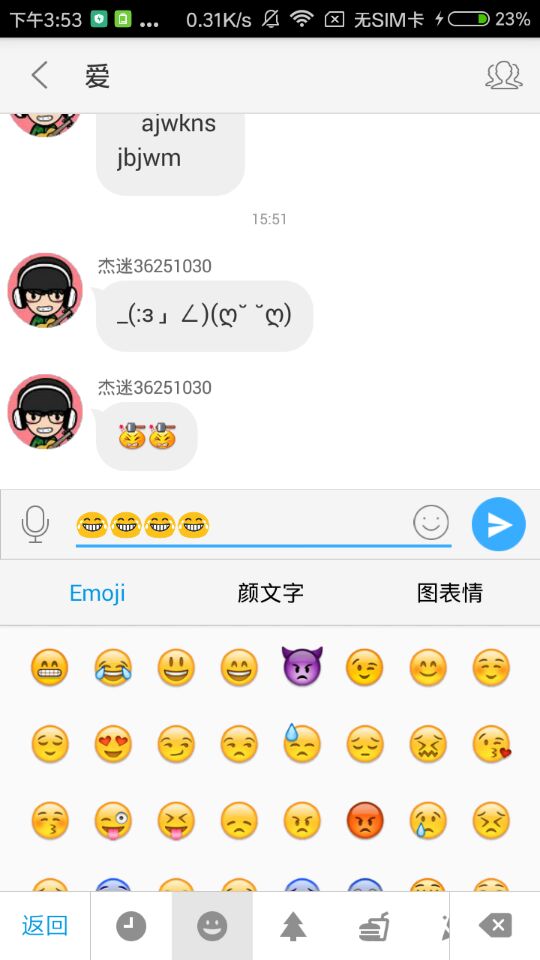 下午3:53 ... 0.31K/s 无SIM卡 23%
爱
ajwkns
jbjwm
15:51
杰迷36251030
_(:з」∠)(ღ˘ ˘ღ)
杰迷36251030
😂😂😂😂
Emoji 颜文字 图表情
返回